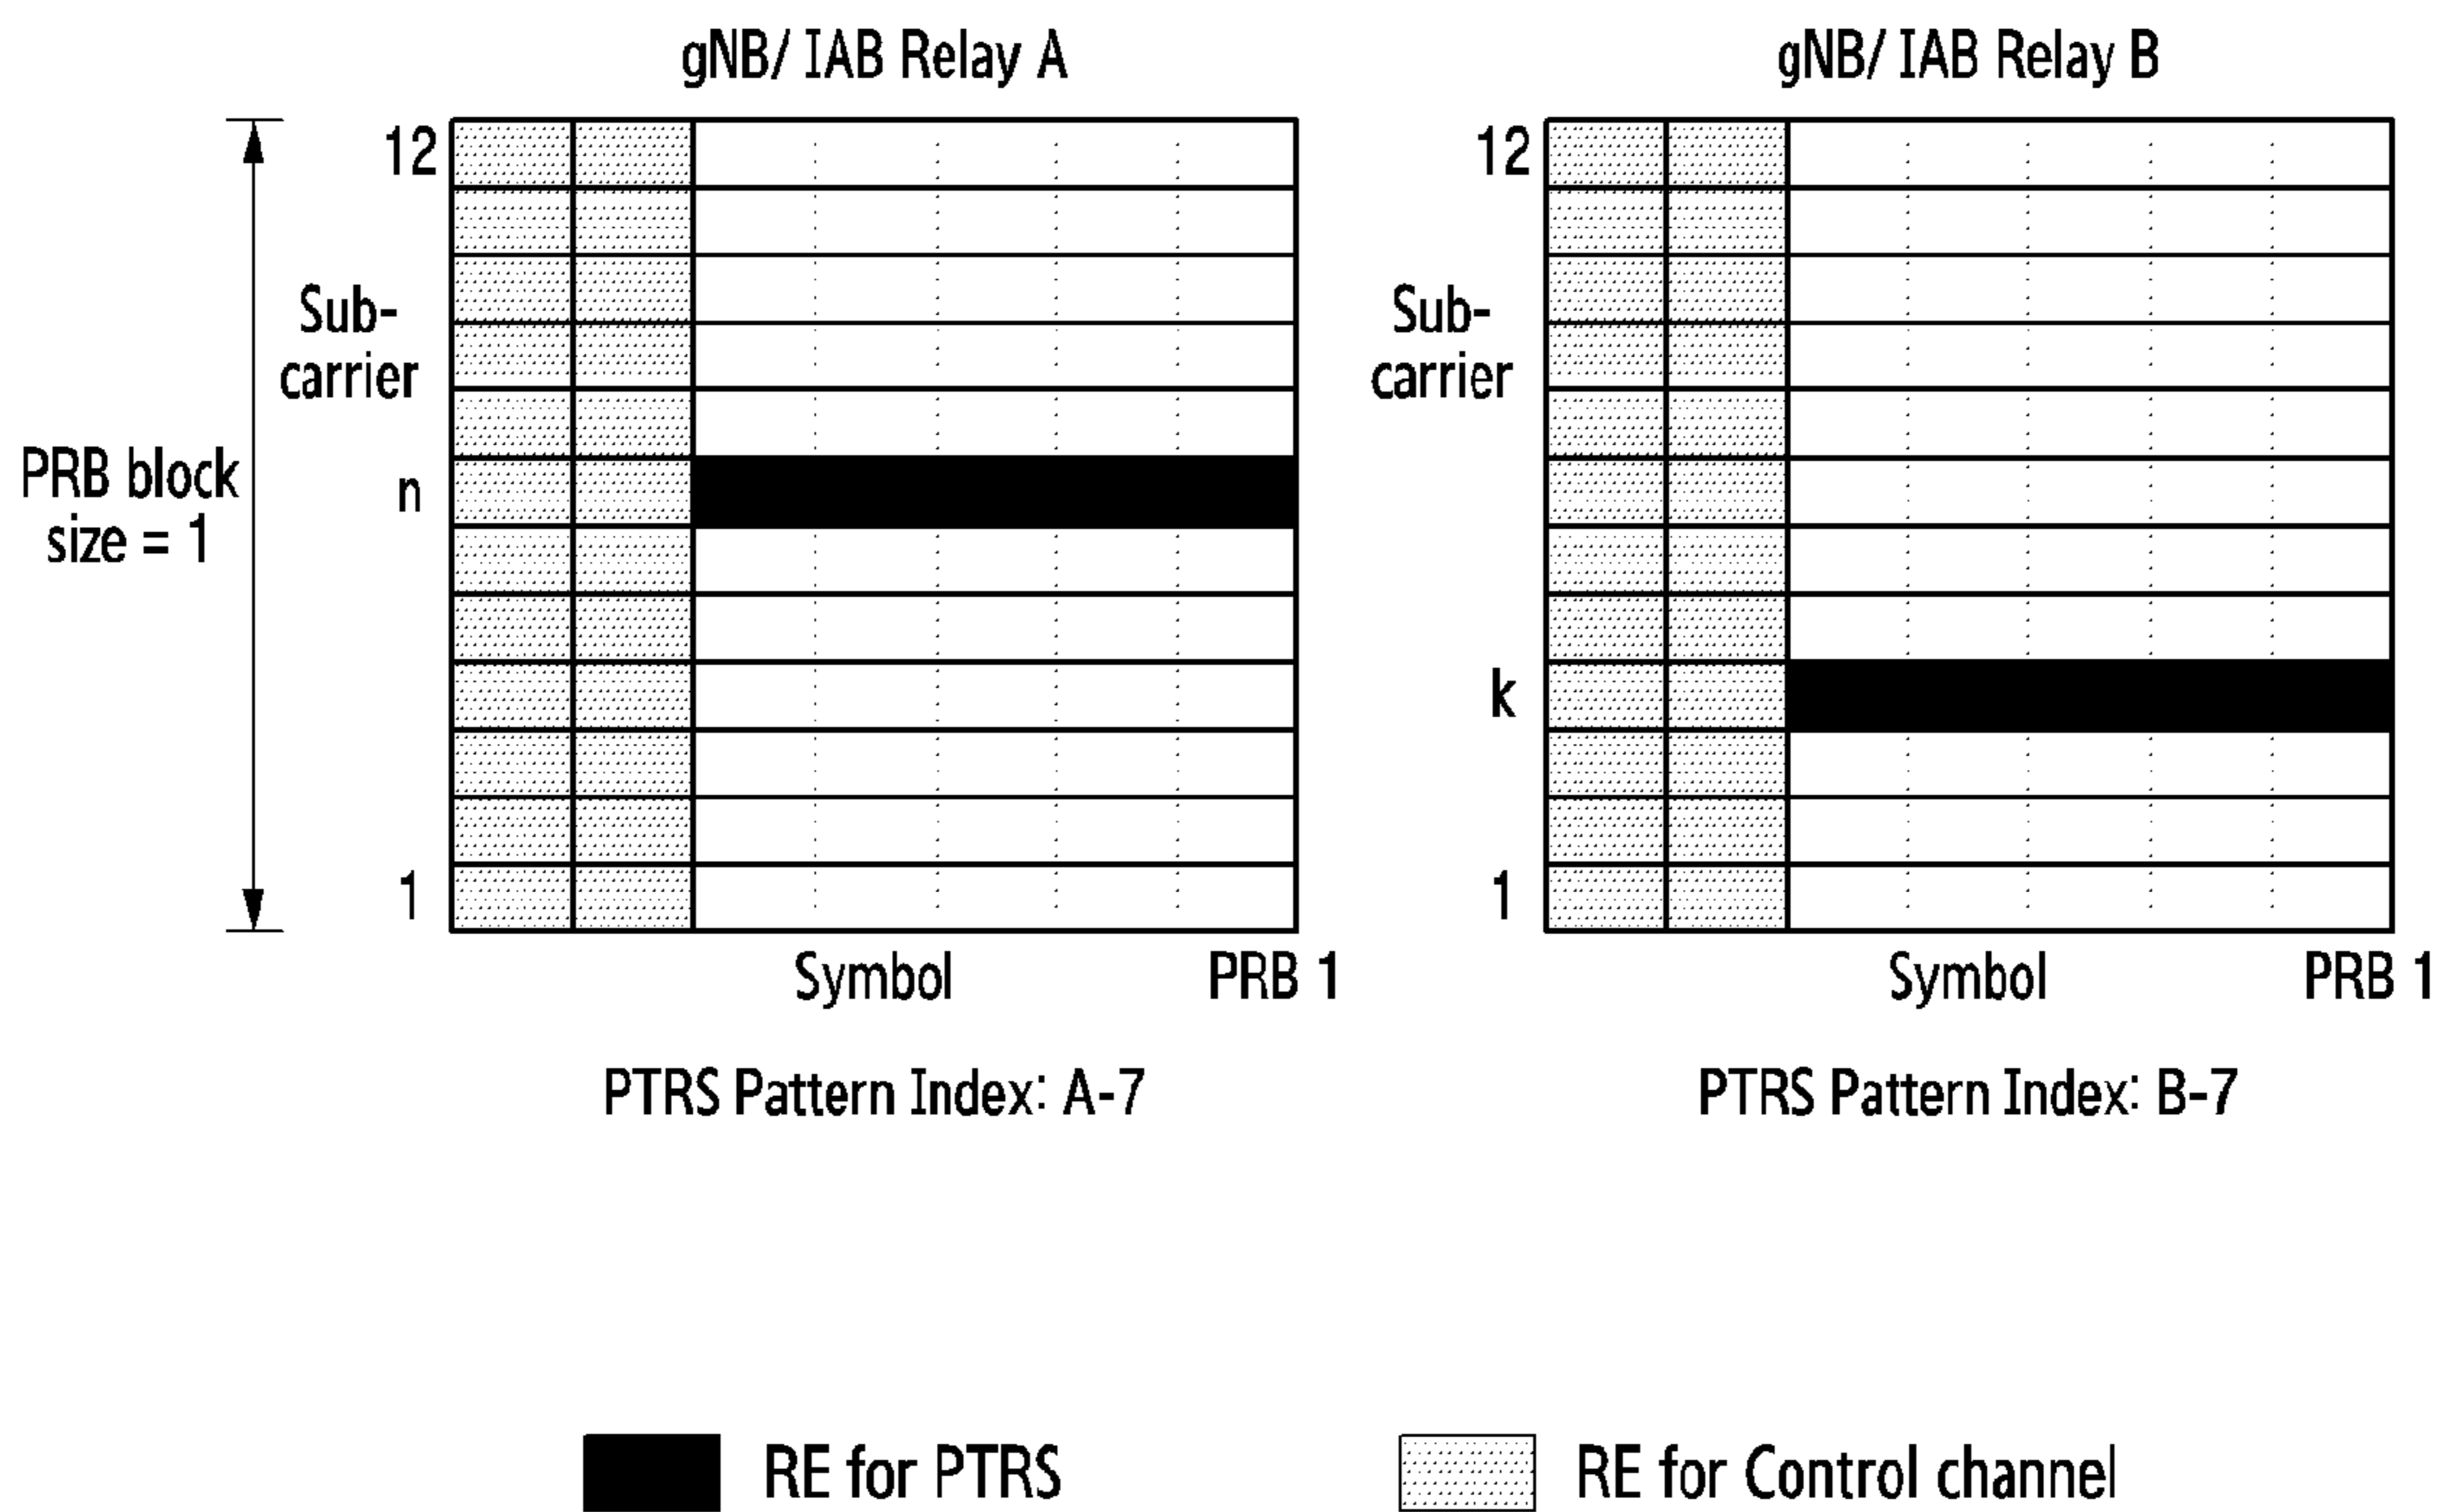 gNB/ IAB Relay A
12
Sub-
carrier
PRB block
size = 1
n
1
Symbol
PRB 1
PTRS Pattern Index: A-7
gNB/ IAB Relay B
12
Sub-
carrier
k
1
Symbol
PRB 1
PTRS Pattern Index: B-7
RE for PTRS
RE for Control channel